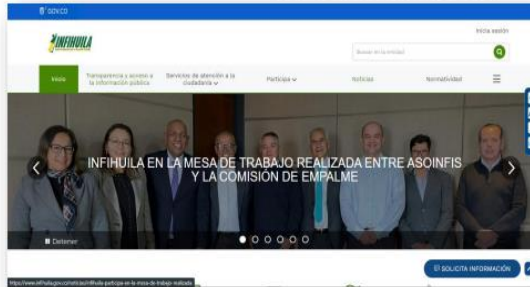 GOV.CO
Inicia sesión
INFIHUILA
Buscar en la entidad
Inicio
Transparencia y acceso a la información pública
Servicios de atención a la ciudadanía
Participa
Noticias
Normatividad
INFIHUILA EN LA MESA DE TRABAJO REALIZADA ENTRE ASOINFIS
Y LA COMISIÓN DE EMPALME
Detener
SOLICITA INFORMACIÓN